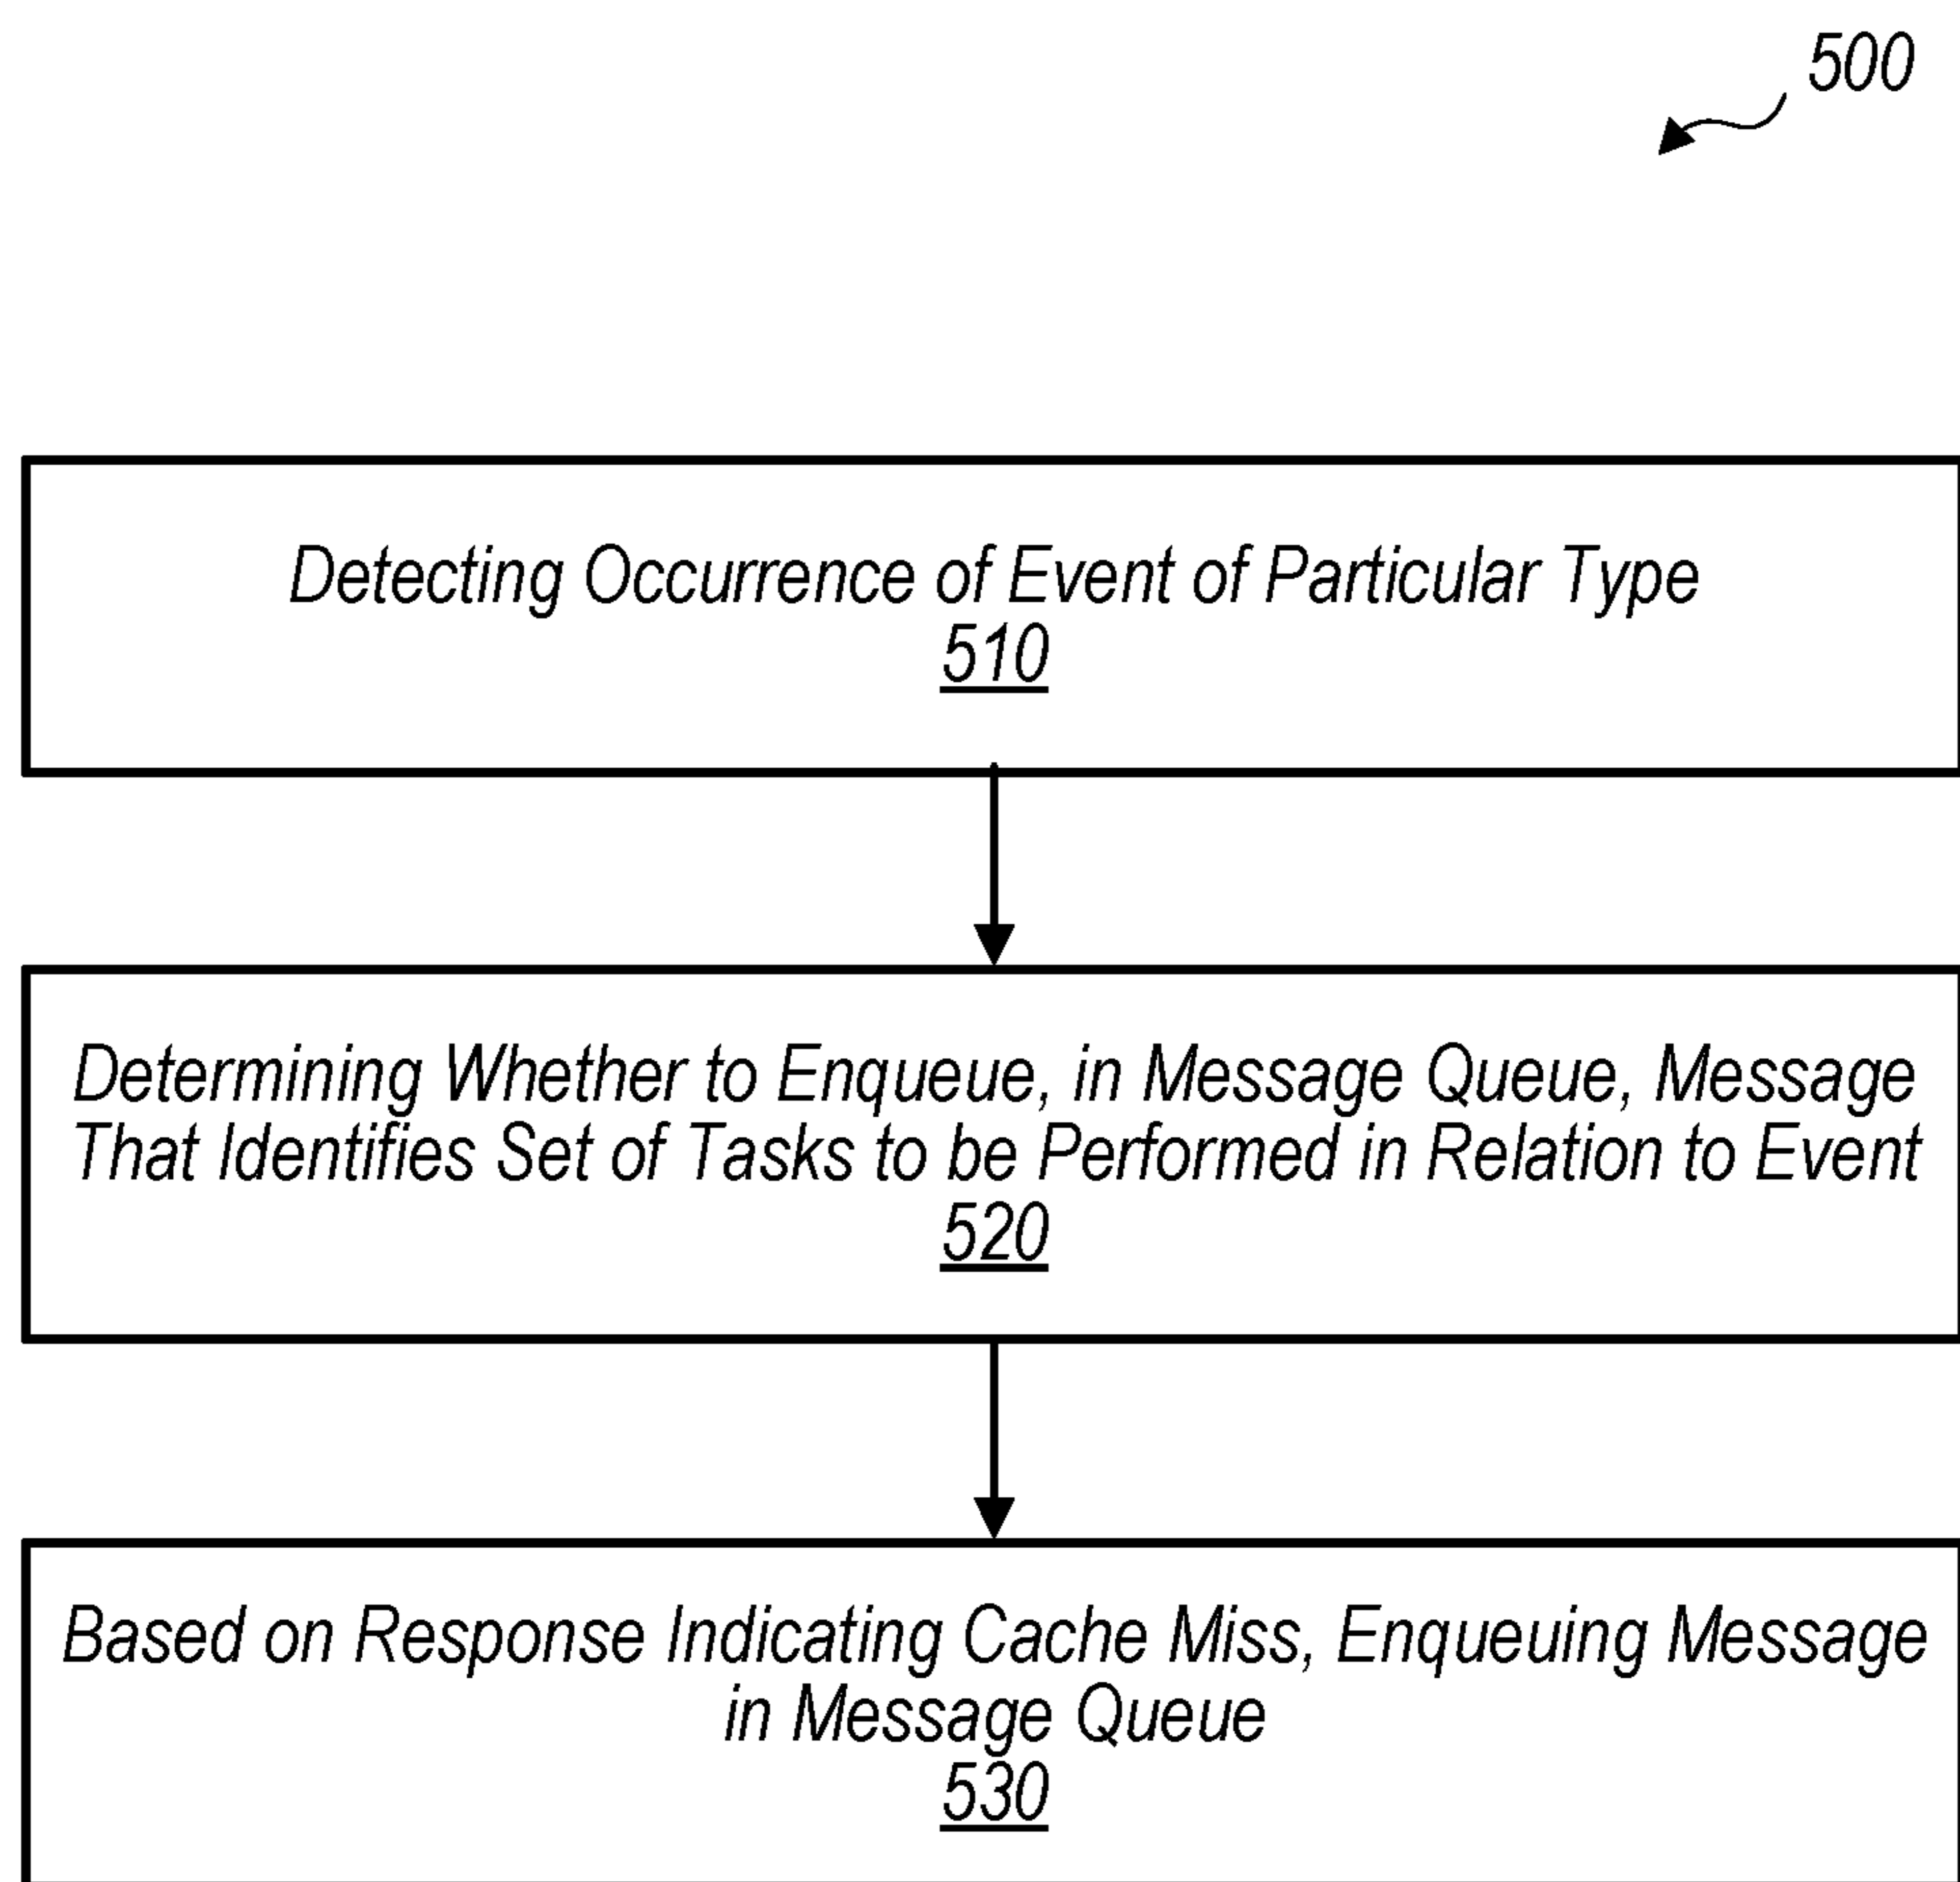 500
Detecting Occurrence of Event of Particular Type
510
Determining Whether to Enqueue, in Message Queue, Message
That Identifies Set of Tasks to be Performed in Relation to Event
520
Based on Response Indicating Cache Miss, Enqueuing Message
in Message Queue
530